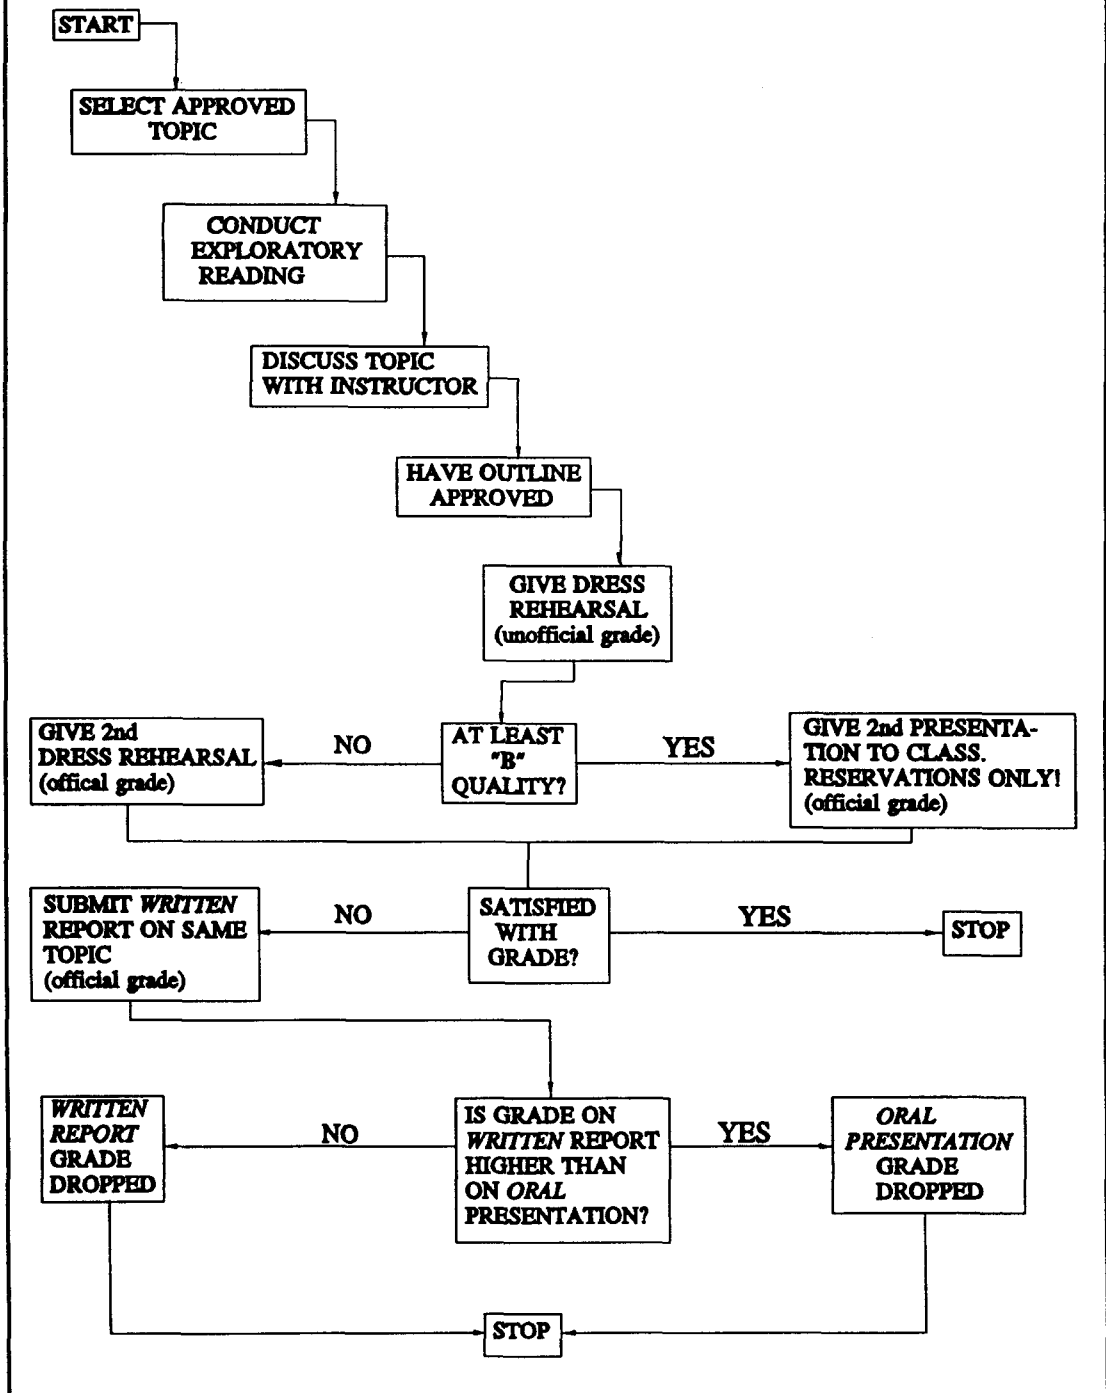 START
SELECT APPROVED
TOPIC
CONDUCT
EXPLORATORY
READING
DISCUSS TOPIC
WITH INSTRUCTOR
HAVE OUTLINE
APPROVED
GIVE DRESS
REHEARSAL
(unofficial grade)
GIVE 2nd
DRESS REHEARSAL
(offical grade)
NO
AT LEAST
"B"
QUALITY?
YES
GIVE 2nd PRESENTA-
TION TO CLASS.
RESERVATIONS ONLY!
(official grade)
SUBMIT WRITTEN
REPORT ON SAME
TOPIC
(official grade)
NO
SATISFIED
WITH
GRADE?
YES
STOP
WRITTEN
REPORT
GRADE
DROPPED
NO
IS GRADE ON
WRITTEN REPORT
HIGHER THAN
ON ORAL
PRESENTATION?
YES
ORAL
PRESENTATION
GRADE
DROPPED
STOP